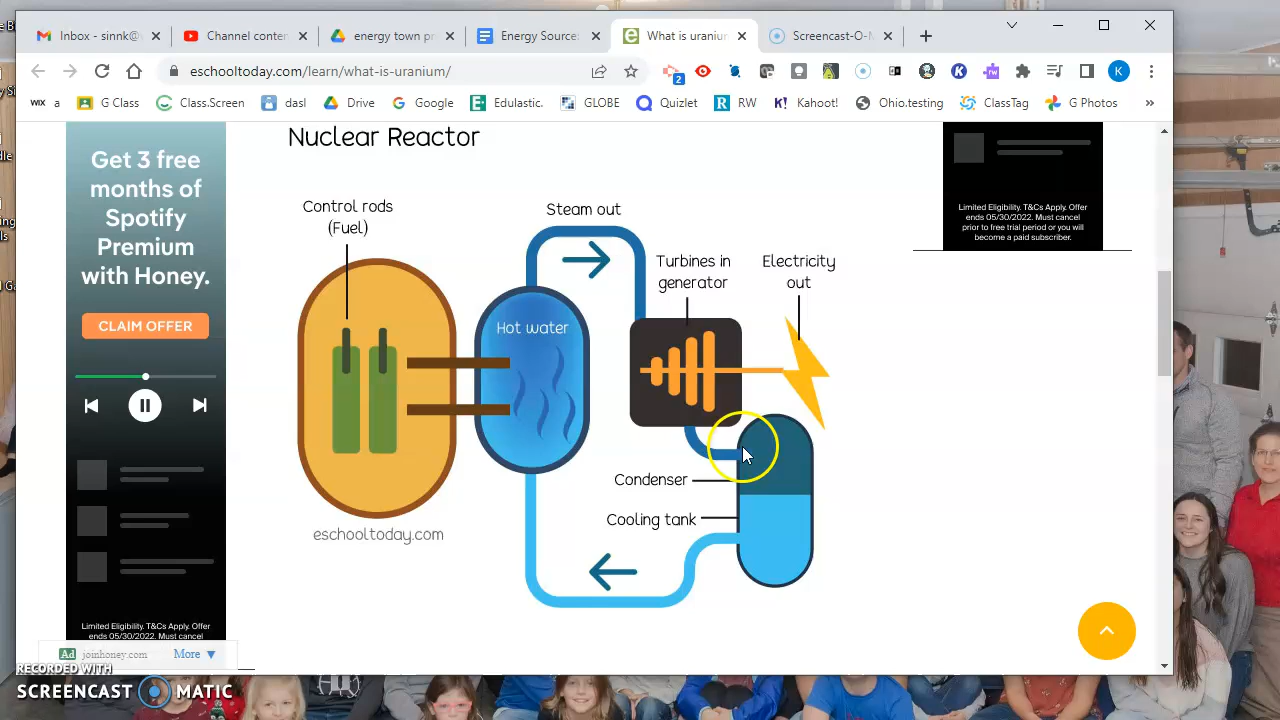 Inbox - sinnk@
Channel conten
energy town pr
Energy Source
What is uraniu
Screencast-O-M
eschooltoday.com/learn/what-is-uranium/
2
K
WIX
a
G Class
Class.Screen
dasl
Drive
Google
Edulastic.
GLOBE
Quizlet
RW
Kahoot!
Ohio.testing
ClassTag
G Photos
»
Get 3 free
months of
Spotify
Premium
with Honey.
CLAIM OFFER
Limited Eligibility. T&Cs Apply. Offer
ends 05/30/2022. Must cancel
Ad joinhoney.com More
Nuclear Reactor
Control rods
(Fuel)
Steam out
Hot water
Turbines in
generator
Electricity
out
Condenser
Cooling tank
eschooltoday.com
Limited Eligibility. T&Cs Apply. Offer
ends 05/30/2022. Must cancel
prior to free trial period or you will
become a paid subscriber.
RECORDED WITH
SCREENCAST MATIC